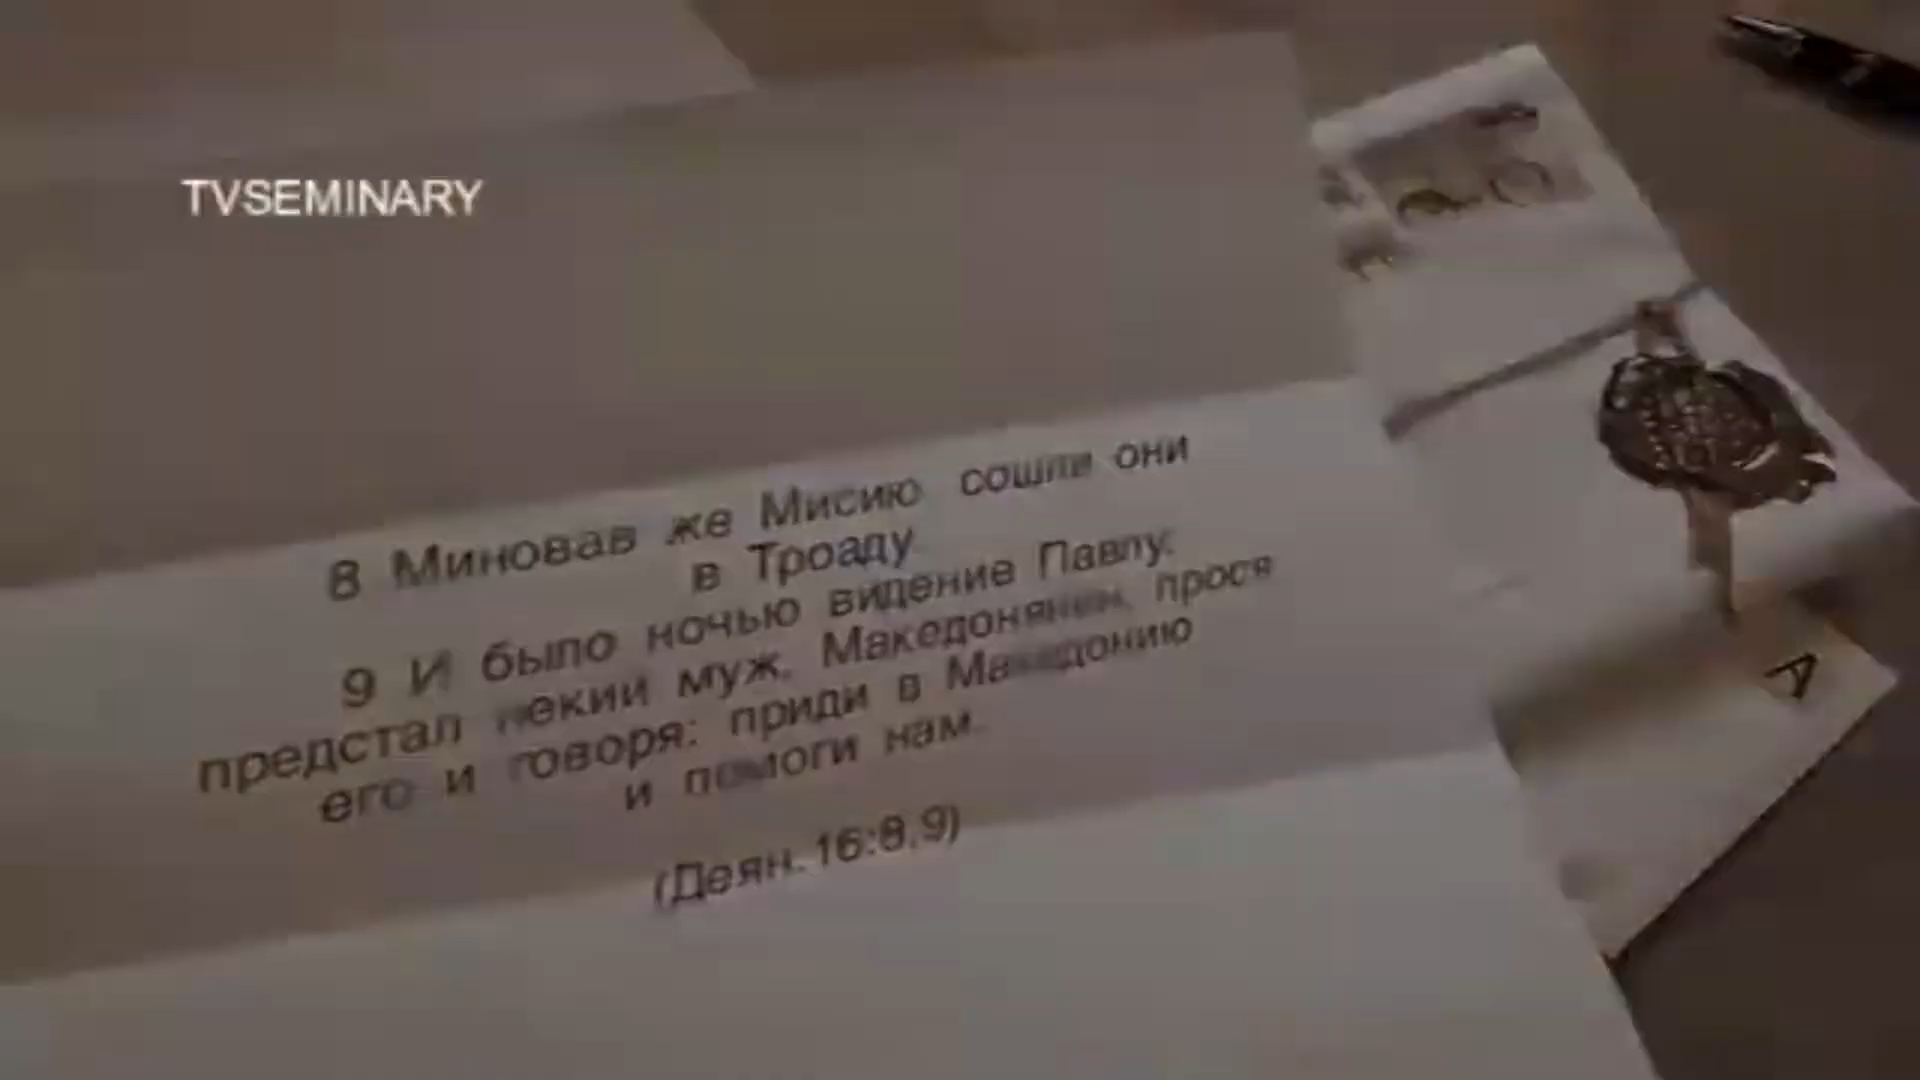 TVSEMINARY
8 Миновав же Мисию сошли они
в Троаду.
9 И было ночью видение Павлу:
предстал некий муж, Македонянин, прося
его и говоря: приди в Македонию
и помоги нам.
(Деян. 16:8,9)
А